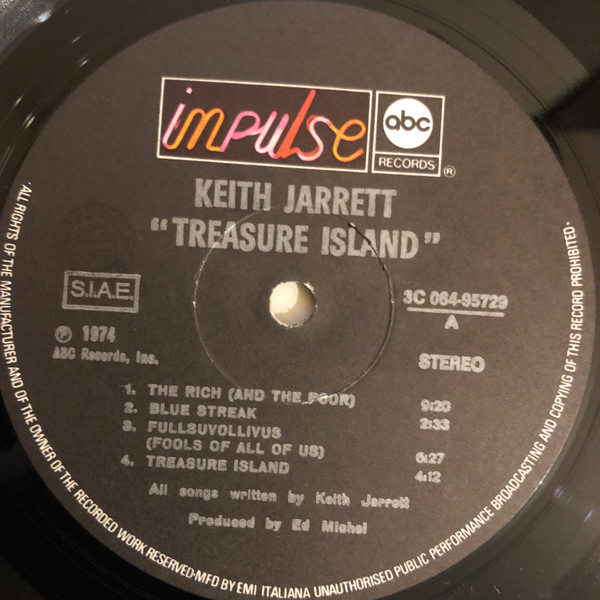 impulse
abc
RECORDS
®
KEITH JARRETT
“TREASURE ISLAND”
S.I.A.E.
3C 064-95729
A
℗ 1974
ABC Records, Inc.
STEREO
1. THE RICH (AND THE POOR) 9:20
2. BLUE STREAK 2:33
3. FULLSUVOLLIVUS
(FOOLS OF ALL OF US) 6:27
4. TREASURE ISLAND 4:12
All songs written by Keith Jarrett
Produced by Ed Michel
"ALL RIGHTS OF THE MANUFACTURER AND OF THE OWNER OF THE RECORDED WORK RESERVED-MFD BY EMI ITALIANA UNAUTHORISED PUBLIC PERFORMANCE BROADCASTING AND COPYING OF THIS RECORD PROHIBITED"